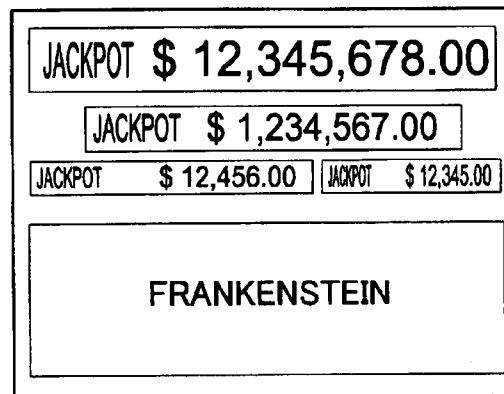 JACKPOT $ 12,345,678.00
JACKPOT $ 1,234,567.00
JACKPOT $ 12,456.00 JACKPOT $ 12,345.00
FRANKENSTEIN